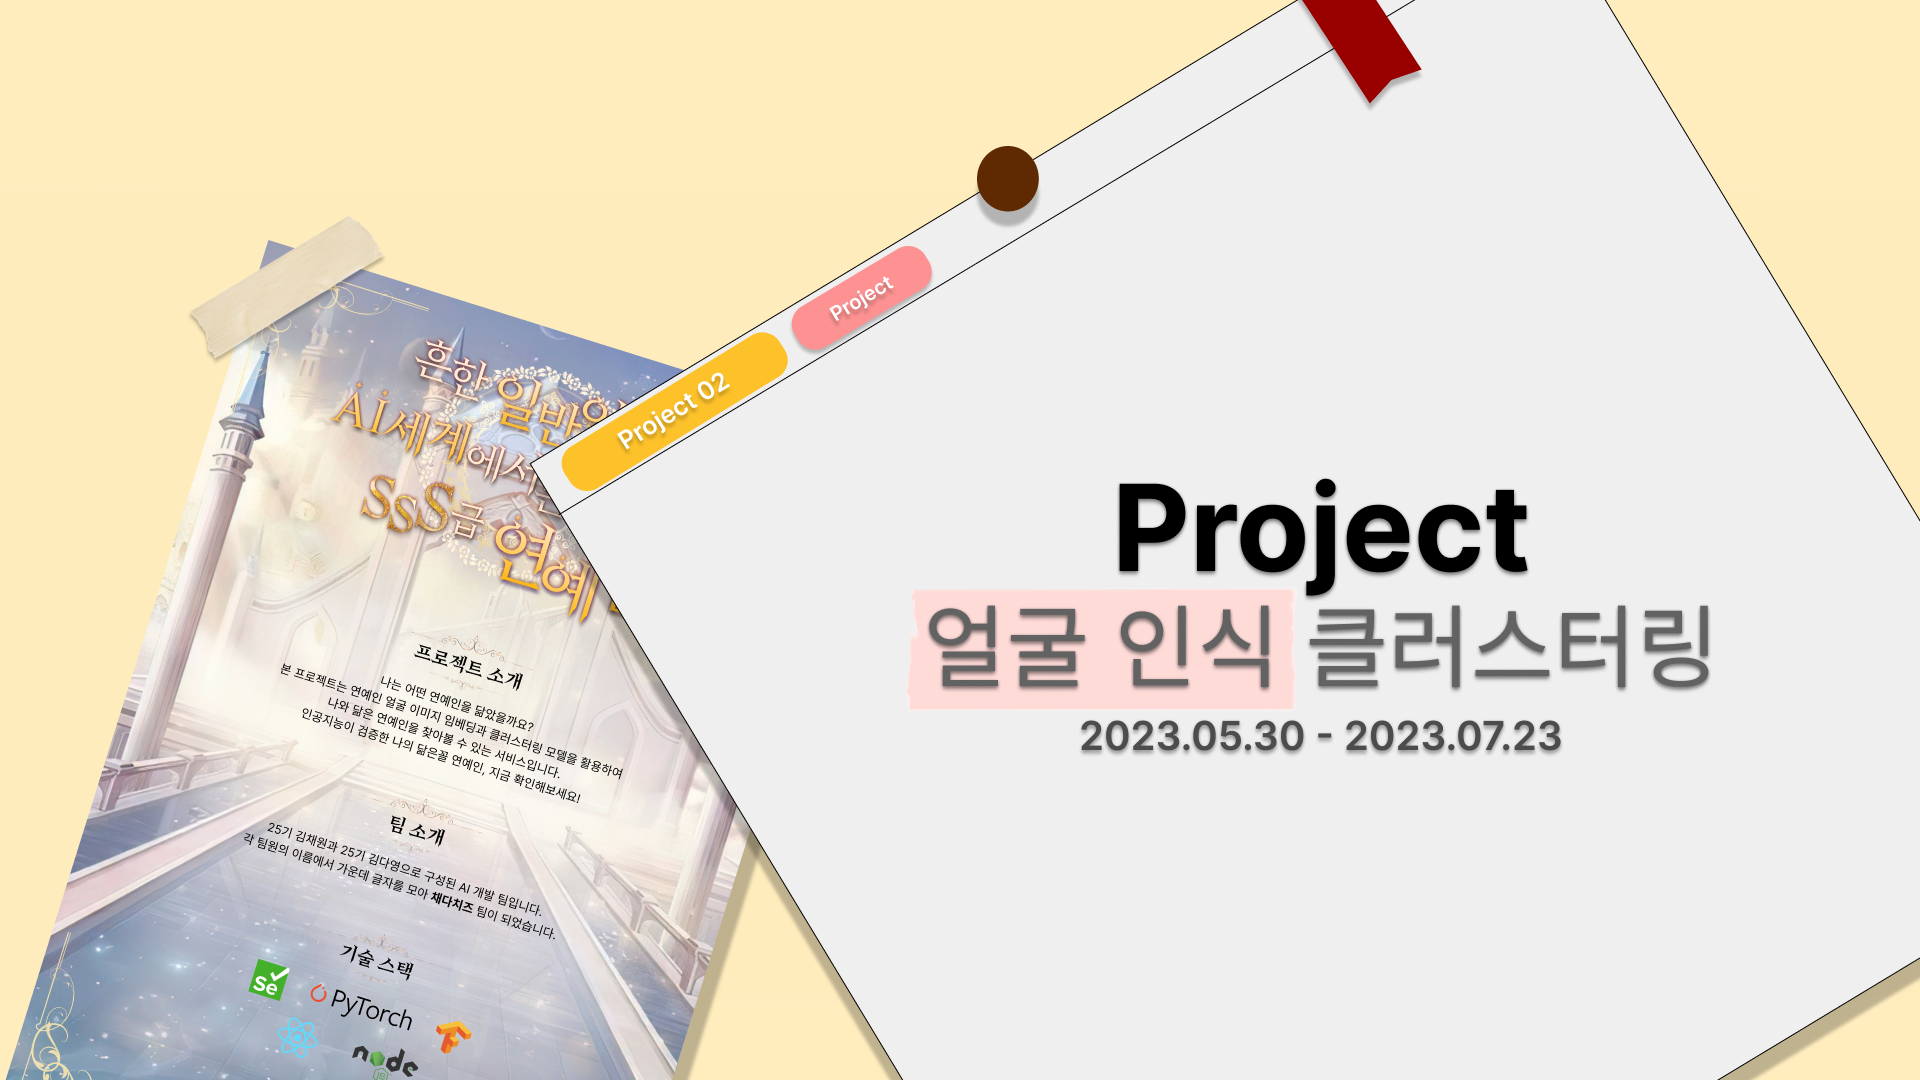 흔한 일반인
AI세계에서는
SSS급 연예
프로젝트 소개
나는 어떤 연예인을 닮았을까요?
본 프로젝트는 연예인 얼굴 이미지 임베딩과 클러스터링 모델을 활용하여
나와 닮은 연예인을 찾아볼 수 있는 서비스입니다.
인공지능이 검증한 나의 닮은꼴 연예인, 지금 확인해보세요!
팀 소개
25기 김채원과 25기 김다영으로 구성된 AI 개발 팀입니다.
각 팀원의 이름에서 가운데 글자를 모아 채다치즈 팀이 되었습니다.
기술 스택
Se
PyTorch
node
JS
Project 02
Project
Project
얼굴 인식 클러스터링
2023.05.30 - 2023.07.23